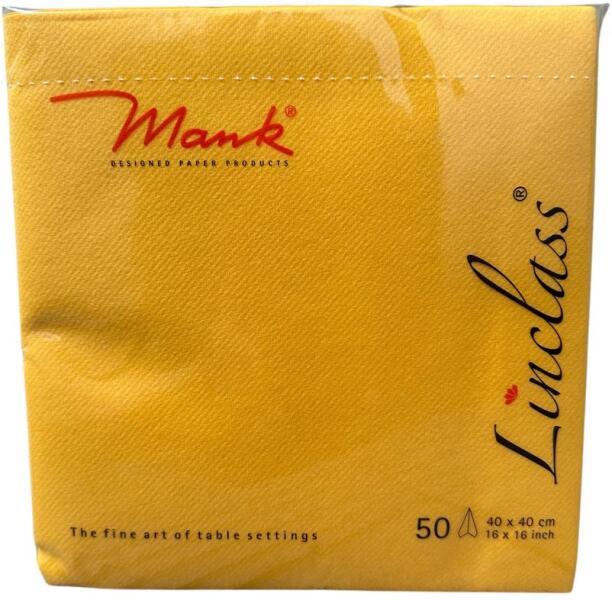 Mank®
DESIGNED PAPER PRODUCTS
Linclass®
The fine art of table settings
50
40 x 40 cm
16 x 16 inch